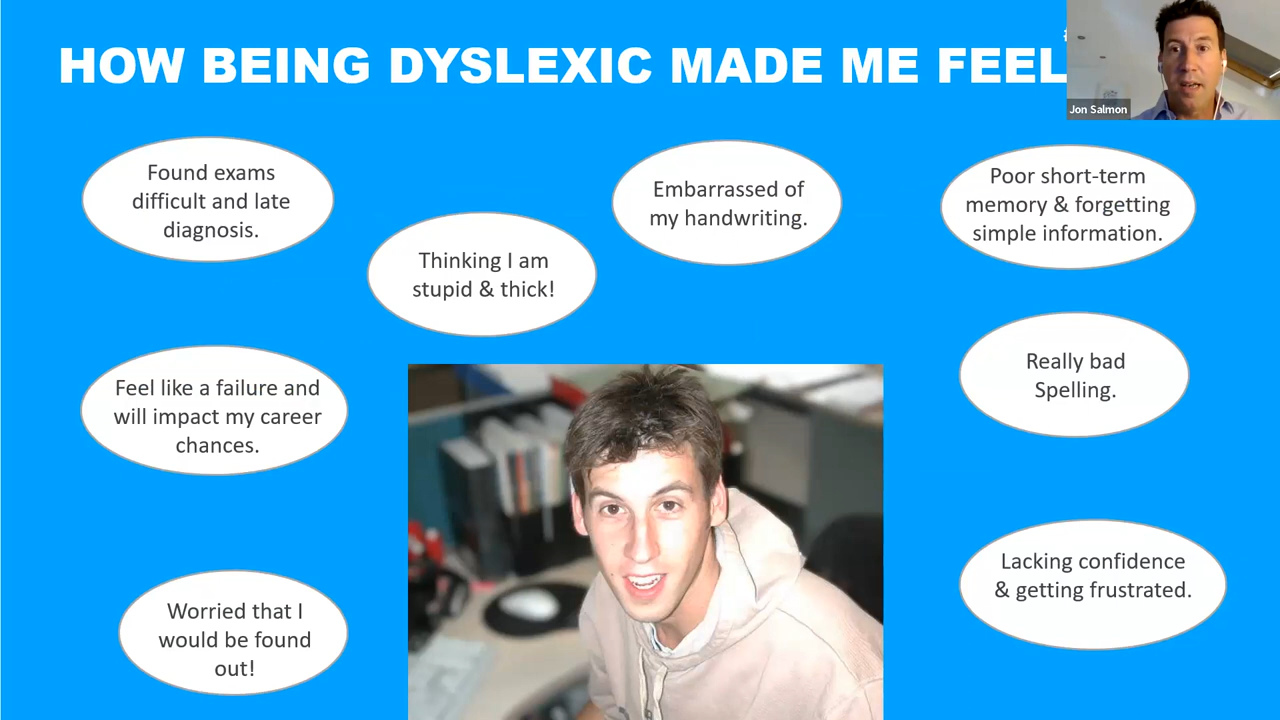 HOW BEING DYSLEXIC MADE ME FEEL
Jon Salmon
Found exams
difficult and late
diagnosis.
Thinking I am
stupid & thick!
Embarrassed of
my handwriting.
Poor short-term
memory & forgetting
simple information.
Feel like a failure and
will impact my career
chances.
Really bad
Spelling.
Worried that I
would be found
out!
Lacking confidence
& getting frustrated.